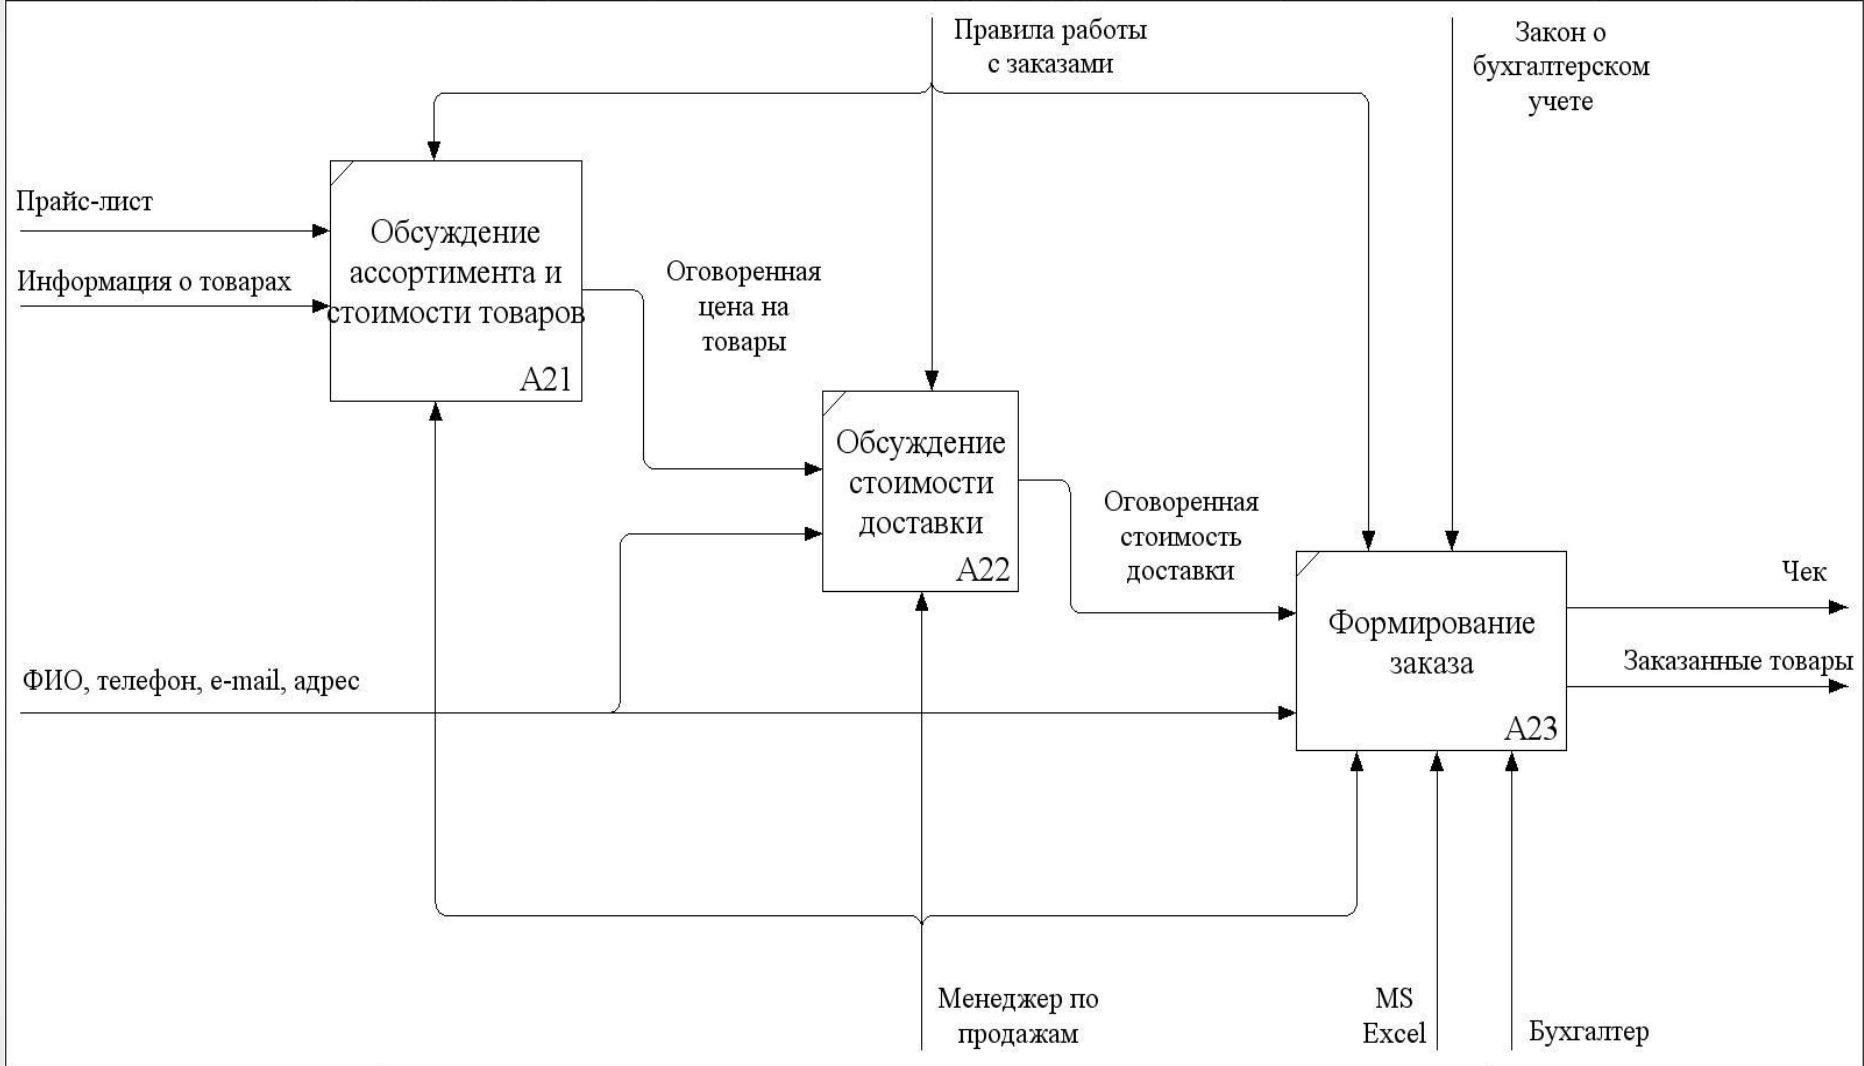 Правила работы
с заказами
Закон о
бухгалтерском
учете
Прайс-лист
Информация о товарах
Обсуждение
ассортимента и
стоимости товаров
A21
Оговоренная
цена на
товары
Обсуждение
стоимости
доставки
A22
Оговоренная
стоимость
доставки
Формирование
заказа
A23
Чек
Заказанные товары
ФИО, телефон, e-mail, адрес
Менеджер по
продажам
MS
Excel
Бухгалтер